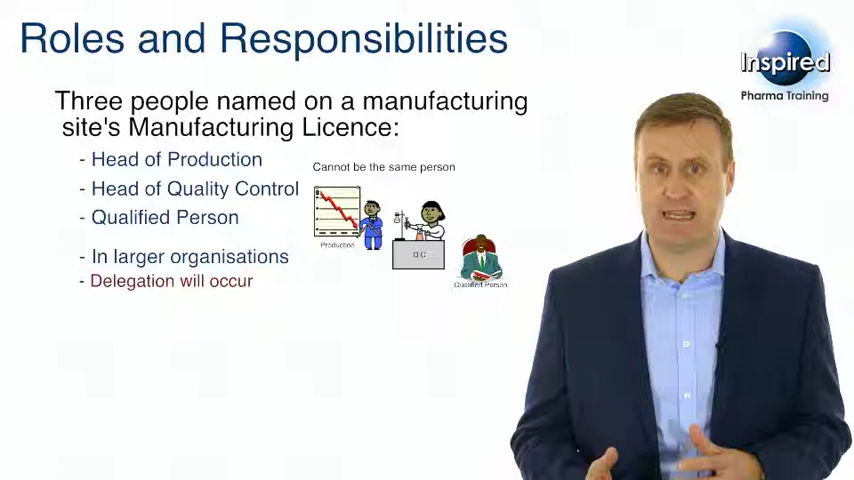 Roles and Responsibilities
Inspired
Pharma Training
Three people named on a manufacturing
site's Manufacturing Licence:
- Head of Production
- Head of Quality Control
- Qualified Person
- In larger organisations
- Delegation will occur
Cannot be the same person
Production
QC
Qualified Person